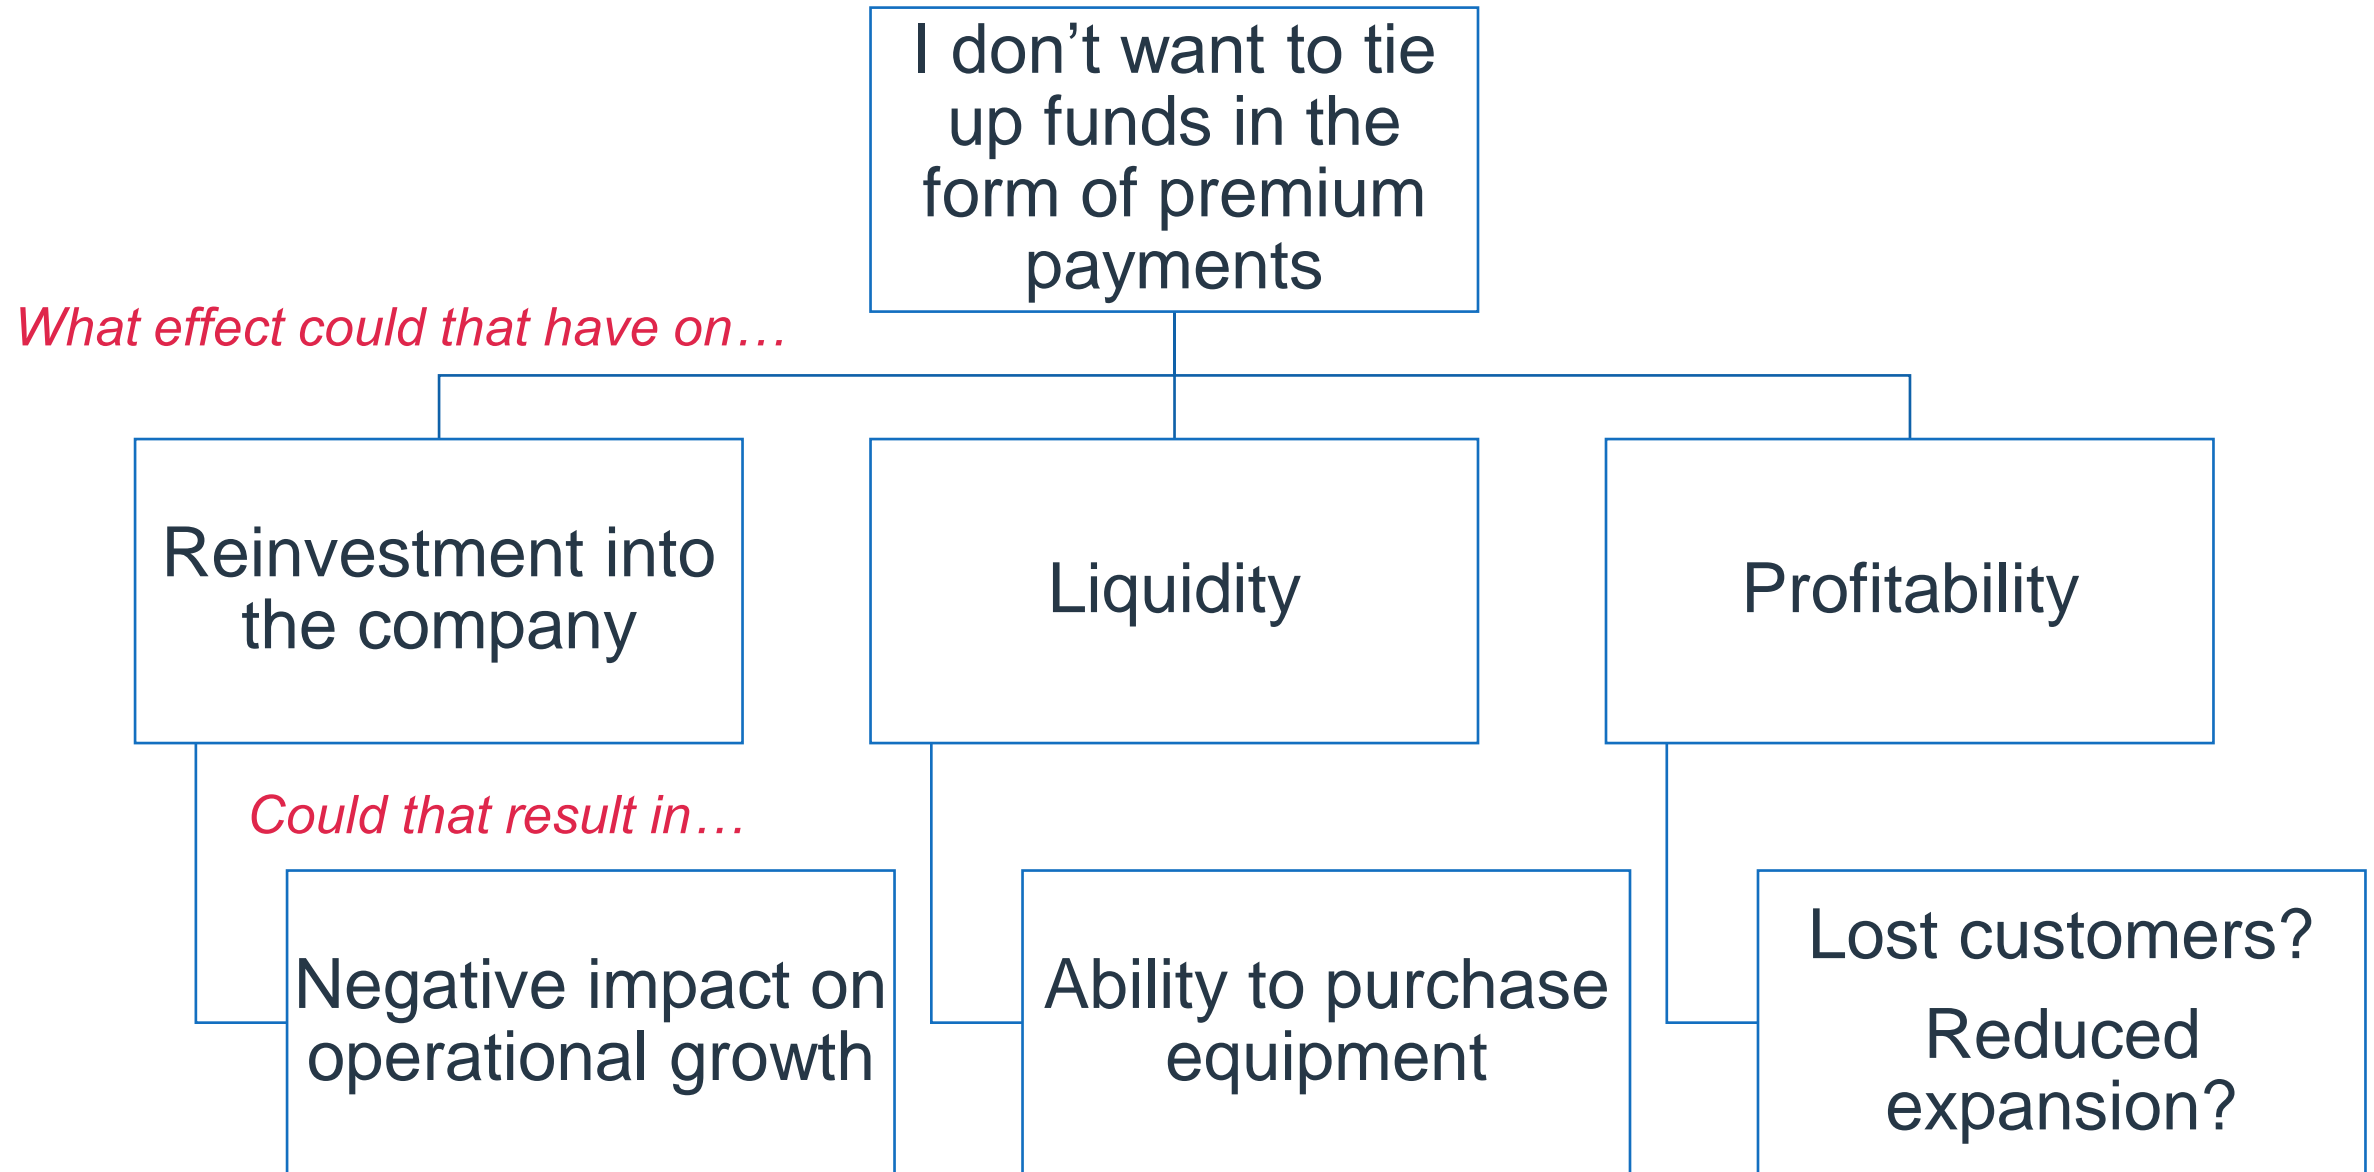 I don’t want to tie
up funds in the
form of premium
payments
What effect could that have on…
Reinvestment into
the company
Liquidity
Profitability
Could that result in…
Negative impact on
operational growth
Ability to purchase
equipment
Lost customers?
Reduced
expansion?